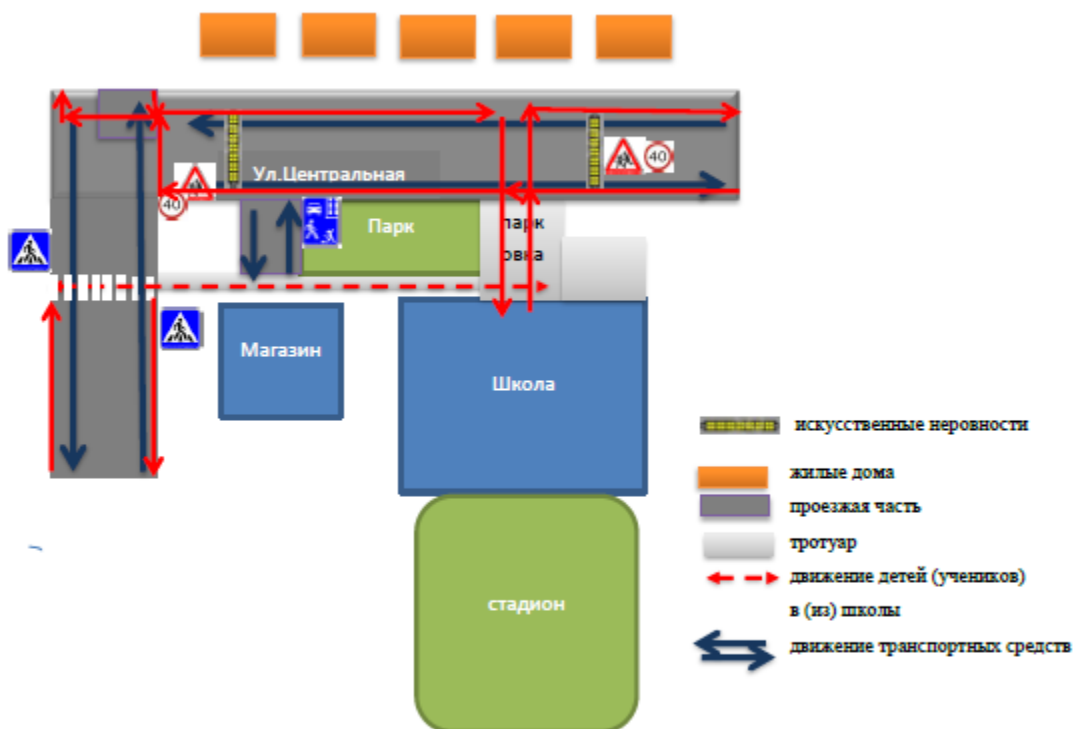 40
Ул.Центральная
40
Парк
парк
овка
Магазин
Школа
стадион
искусственные неровности
жилые дома
проезжая часть
тротуар
движение детей (учеников)
в (из) школы
движение транспортных средств